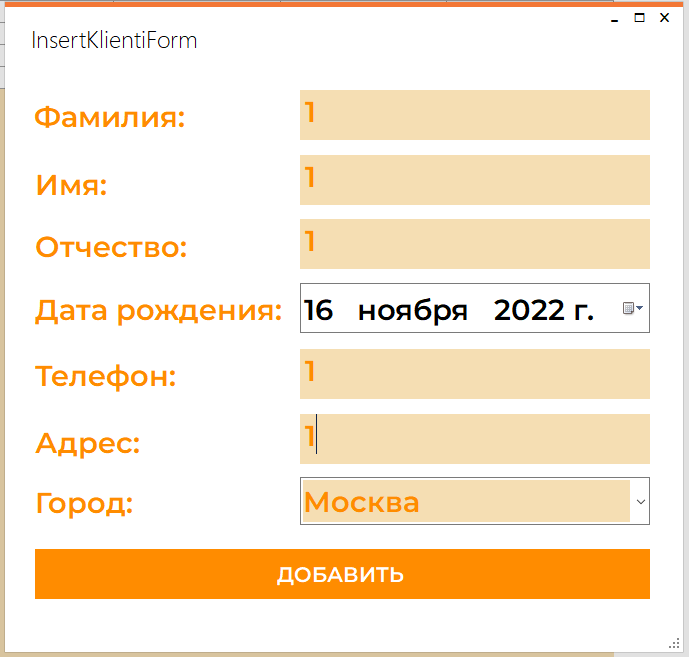 InsertKlientiForm
Фамилия: 1
Имя: 1
Отчество: 1
Дата рождения: 16 ноября 2022 г.
Телефон: 1
Адрес: 1
Город: Москва
ДОБАВИТЬ